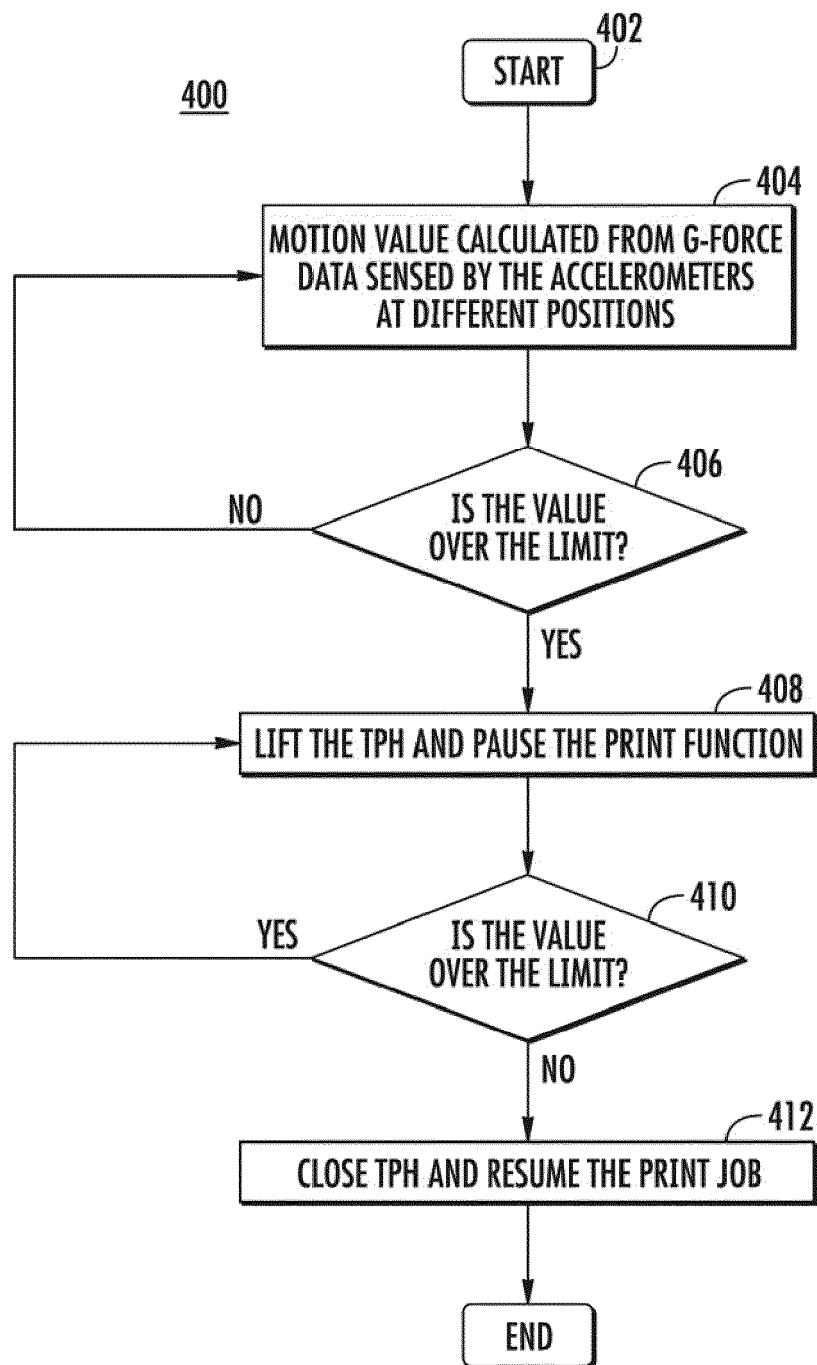 402
START
400
404
MOTION VALUE CALCULATED FROM G-FORCE
DATA SENSED BY THE ACCELEROMETERS
AT DIFFERENT POSITIONS
406
IS THE VALUE
OVER THE LIMIT?
NO
YES
408
LIFT THE TPH AND PAUSE THE PRINT FUNCTION
410
IS THE VALUE
OVER THE LIMIT?
YES
NO
412
CLOSE TPH AND RESUME THE PRINT JOB
END